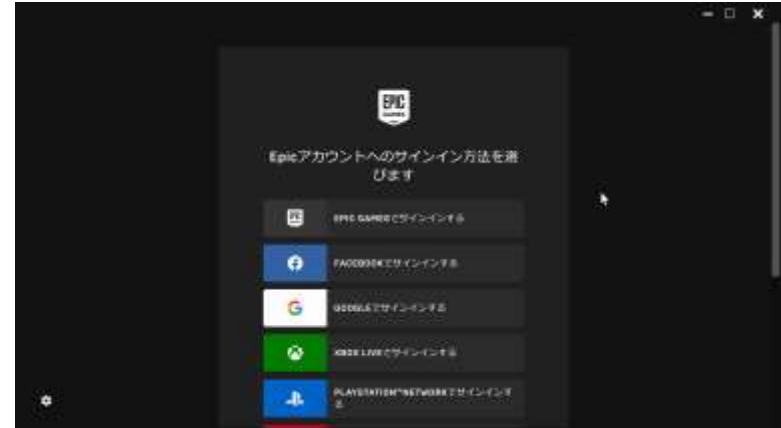 EPIC
GAMES
Epicアカウントへのサインイン方法を選
びます
EPIC GAMESでサインインする
FACEBOOKでサインインする
GOOGLEでサインインする
XBOX LIVEでサインインする
PLAYSTATION™NETWORKでサインインす
る